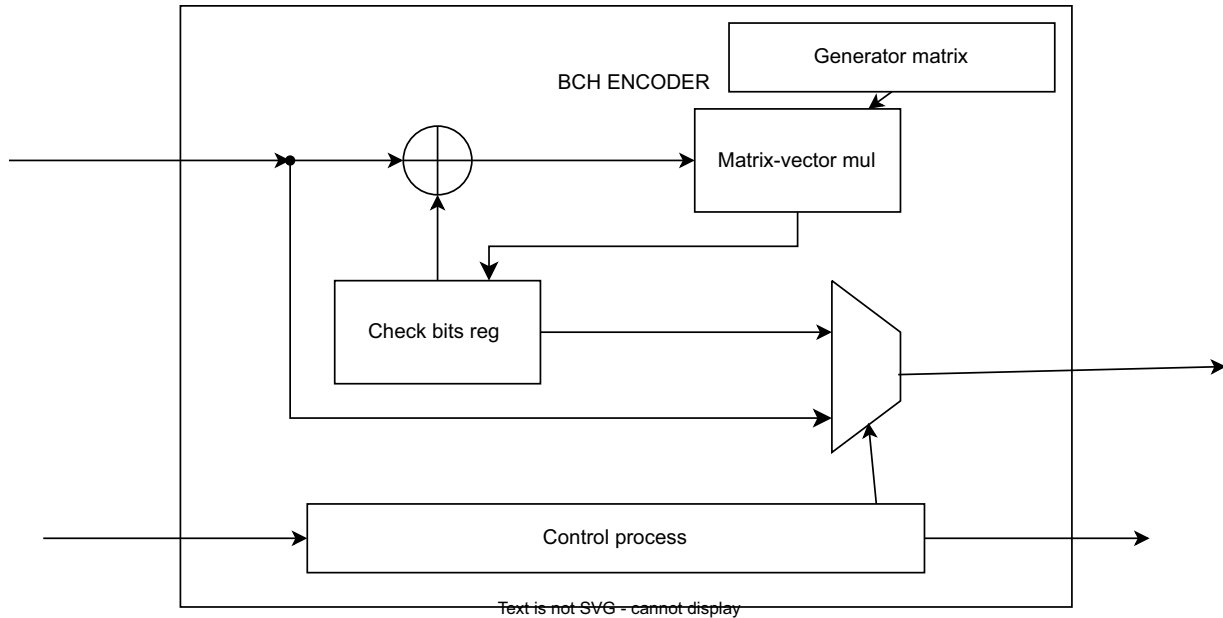 Generator matrix
BCH ENCODER
Matrix-vector mul
Check bits reg
Control process
Text is not SVG - cannot display